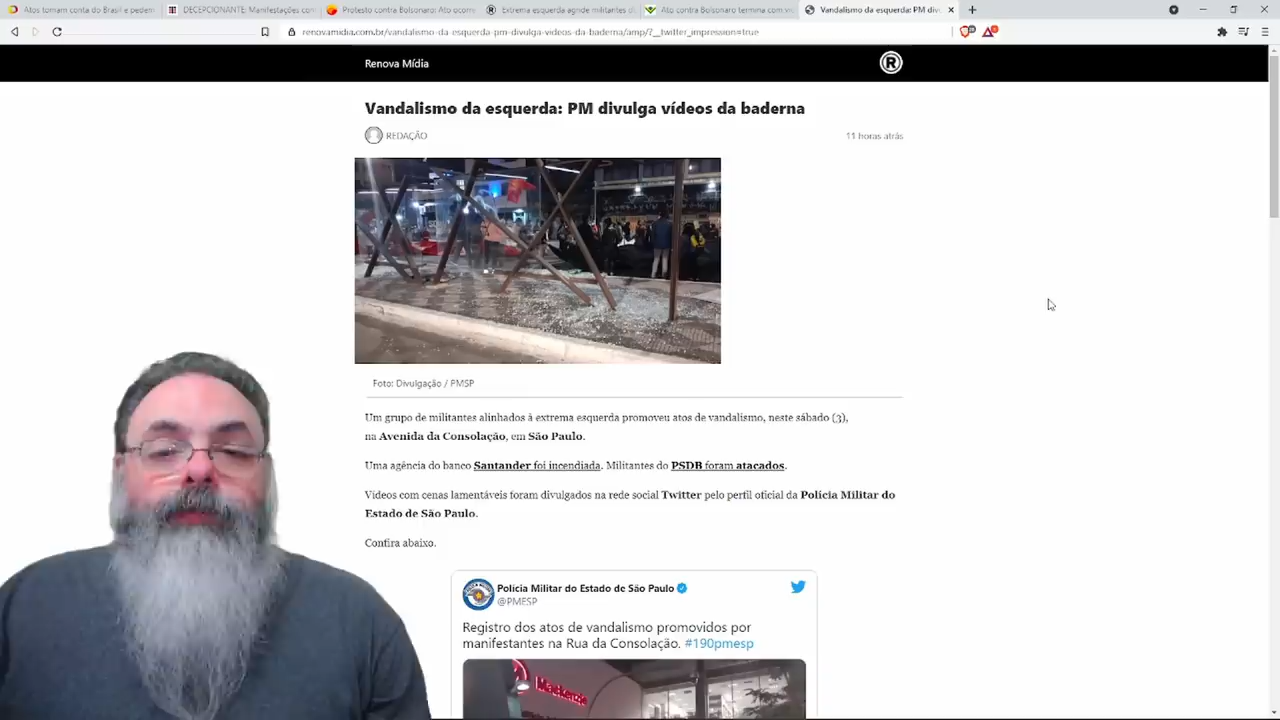 Atos tomam conta do Brasil e pedem
DECEPCIONANTE: Manifestações com
Protesto contra Bolsonaro: Ato ocorre
Extrema esquerda agride militantes d
Ato contra Bolsonaro termina com v
Vandalismo da esquerda: PM div
renovamidia.com.br/vandalismo-da-esquerda-pm-divulga-videos-da-baderna/amp/?__twitter_impression=true
Renova Mídia
R
Vandalismo da esquerda: PM divulga vídeos da baderna
REDAÇÃO
11 horas atrás
Foto: Divulgação / PMSP
Um grupo de militantes alinhados à extrema esquerda promoveu atos de vandalismo, neste sábado (3),
na Avenida da Consolação, em São Paulo.
Uma agência do banco Santander foi incendiada. Militantes do PSDB foram atacados.
Vídeos com cenas lamentáveis foram divulgados na rede social Twitter pelo perfil oficial da Polícia Militar do
Estado de São Paulo.
Confira abaixo.
Polícia Militar do Estado de São Paulo
@PMESP
Registro dos atos de vandalismo promovidos por
manifestantes na Rua da Consolação. #190pmesp
Mackenzie